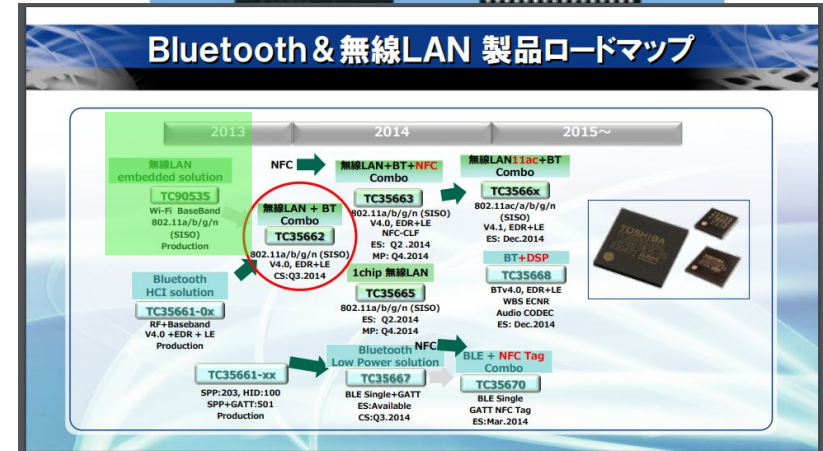 Bluetooth&無線LAN 製品ロードマップ
2013
2014
2015~
無線LAN
embedded solution
TC90535
Wi-Fi BaseBand
802.11a/b/g/n
(SISO)
Production
NFC
無線LAN+BT+NFC
Combo
TC35663
802.11a/b/g/n (SISO)
V4.0, EDR+LE
NFC-CLF
ES: Q2 .2014
MP: Q4.2014
無線LAN11ac+BT
Combo
TC3566x
802.11ac/a/b/g/n
(SISO)
V4.1, EDR+LE
ES: Dec.2014
無線LAN + BT
Combo
TC35662
802.11a/b/g/n (SISO)
V4.0, EDR+LE
CS:Q3.2014
Bluetooth
HCI solution
TC35661-0x
RF+Baseband
V4.0 +EDR + LE
Production
1chip 無線LAN
TC35665
802.11a/b/g/n (SISO)
ES: Q2.2014
MP: Q4.2014
BT+DSP
TC35668
BTv4.0, EDR+LE
WBS ECNR
Audio CODEC
ES: Dec.2014
TOSHIBA
TC35661-xx
SPP:203, HID:100
SPP+GATT:501
Production
Bluetooth
Low Power solution
TC35667
BLE Single+GATT
ES:Available
CS:Q3.2014
NFC
BLE + NFC Tag
Combo
TC35670
BLE Single
GATT NFC Tag
ES:Mar.2014